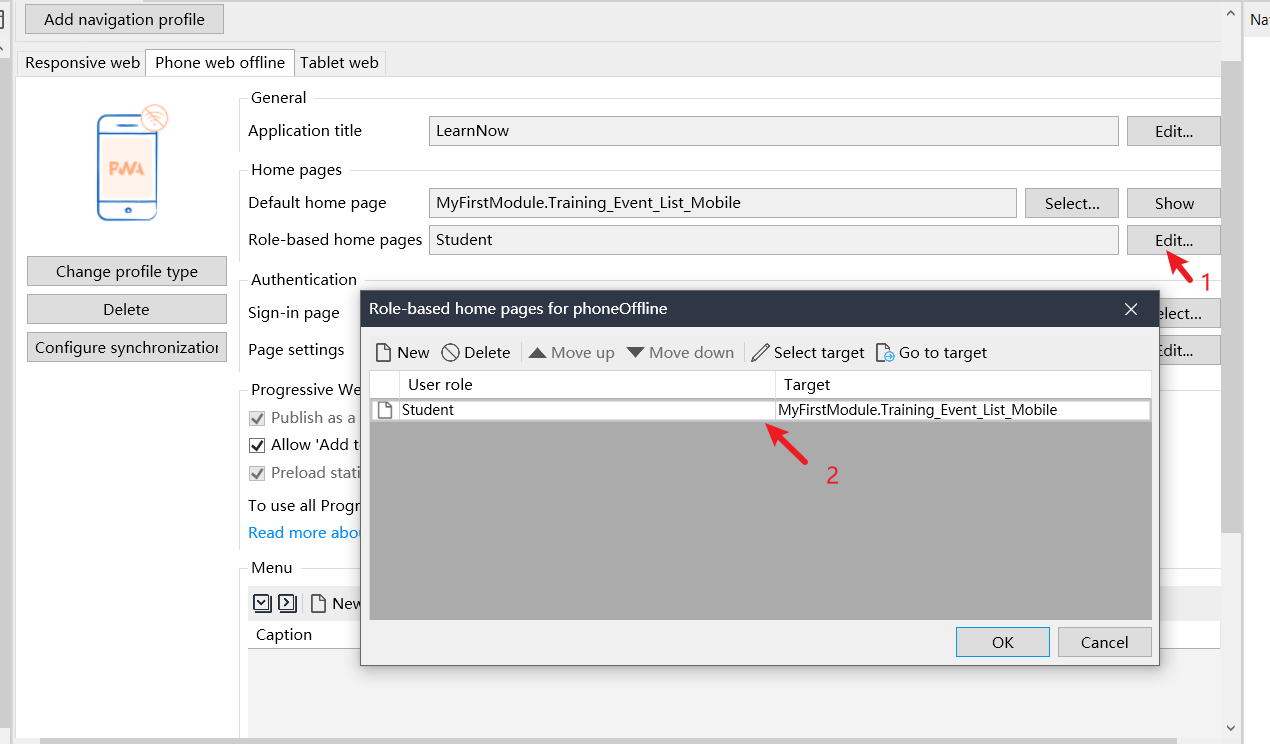 Add navigation profile
Na
Responsive web Phone web offline Tablet web
PWA
General
Application title LearnNow Edit...
Home pages
Default home page MyFirstModule.Training_Event_List_Mobile Select... Show
Role-based home pages Student Edit...
1
Change profile type
Delete
Configure synchronization
Authentication
Sign-in page elect...
Page settings Edit...
Progressive We
Publish as a
Allow 'Add t
Preload stati
To use all Progr
Read more abou
Menu
New
Caption
Role-based home pages for phoneOffline
New Delete Move up Move down Select target Go to target
User role Target
Student MyFirstModule.Training_Event_List_Mobile
2
OK Cancel